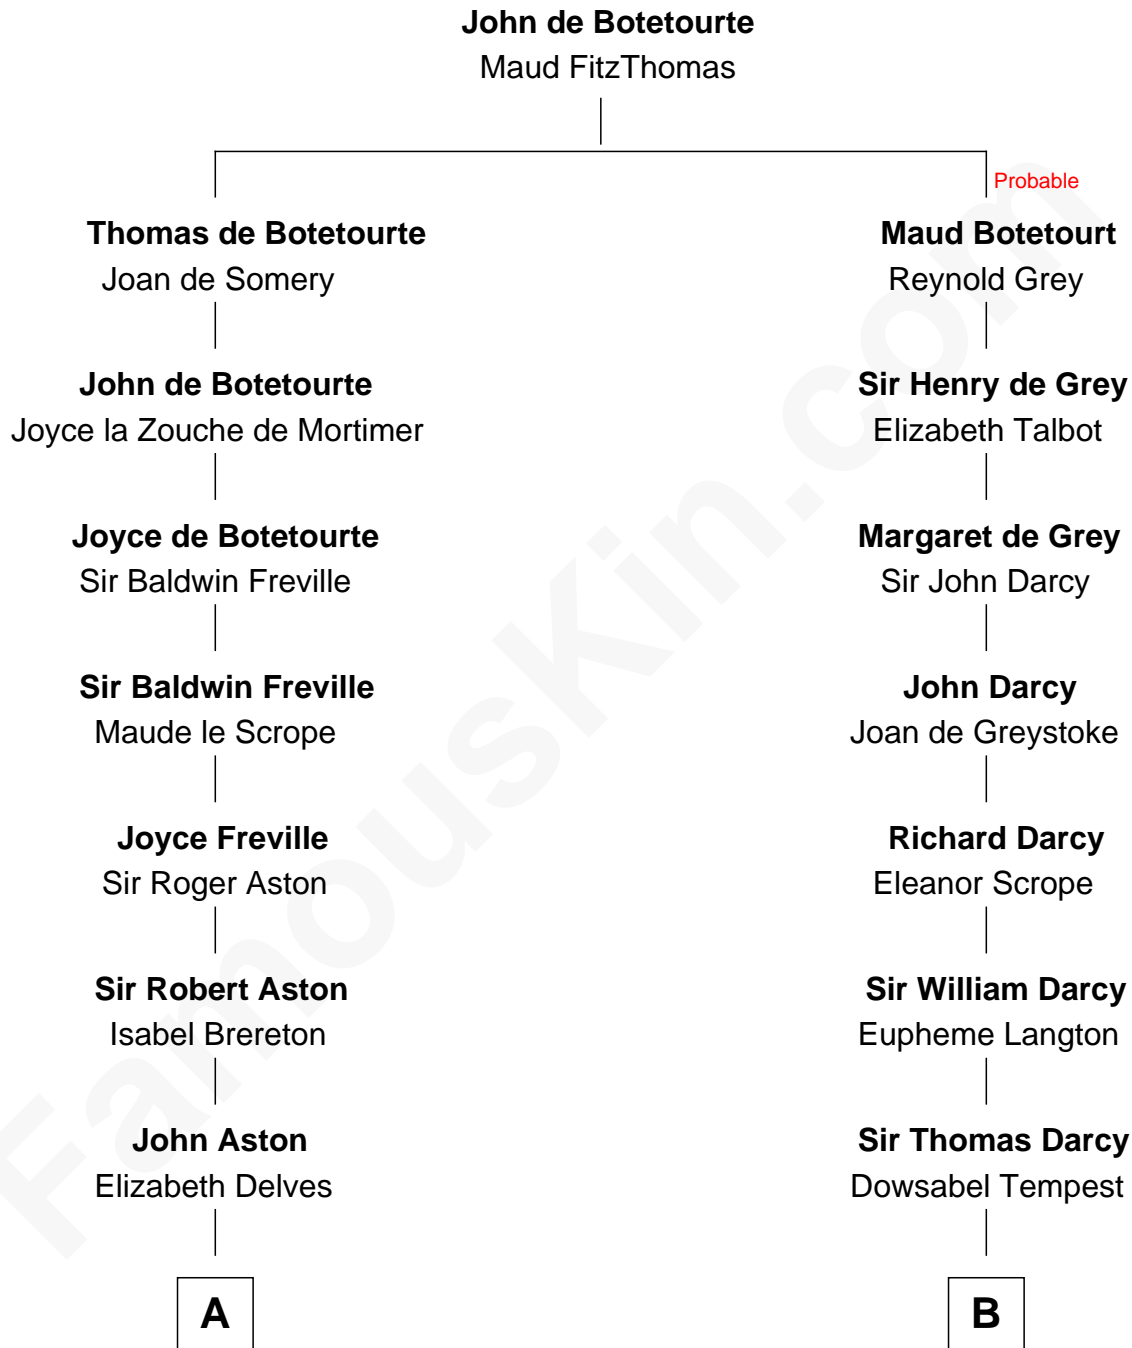 John de Botetourte
Maud FitzThomas
Probable
Thomas de Botetourte
Joan de Somery
Maud Botetourt
Reynold Grey
John de Botetourte
Joyce la Zouche de Mortimer
Sir Henry de Grey
Elizabeth Talbot
Joyce de Botetourte
Sir Baldwin Freville
Margaret de Grey
Sir John Darcy
Sir Baldwin Freville
Maude le Scrope
John Darcy
Joan de Greystoke
Joyce Freville
Sir Roger Aston
Richard Darcy
Eleanor Scrope
Sir Robert Aston
Isabel Brereton
Sir William Darcy
Eupheme Langton
John Aston
Elizabeth Delves
Sir Thomas Darcy
Dowsabel Tempest
A
B
FamousKin.com